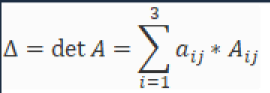 Δ = det A = ∑_{i=1}^{3} a_{ij} * A_{ij}